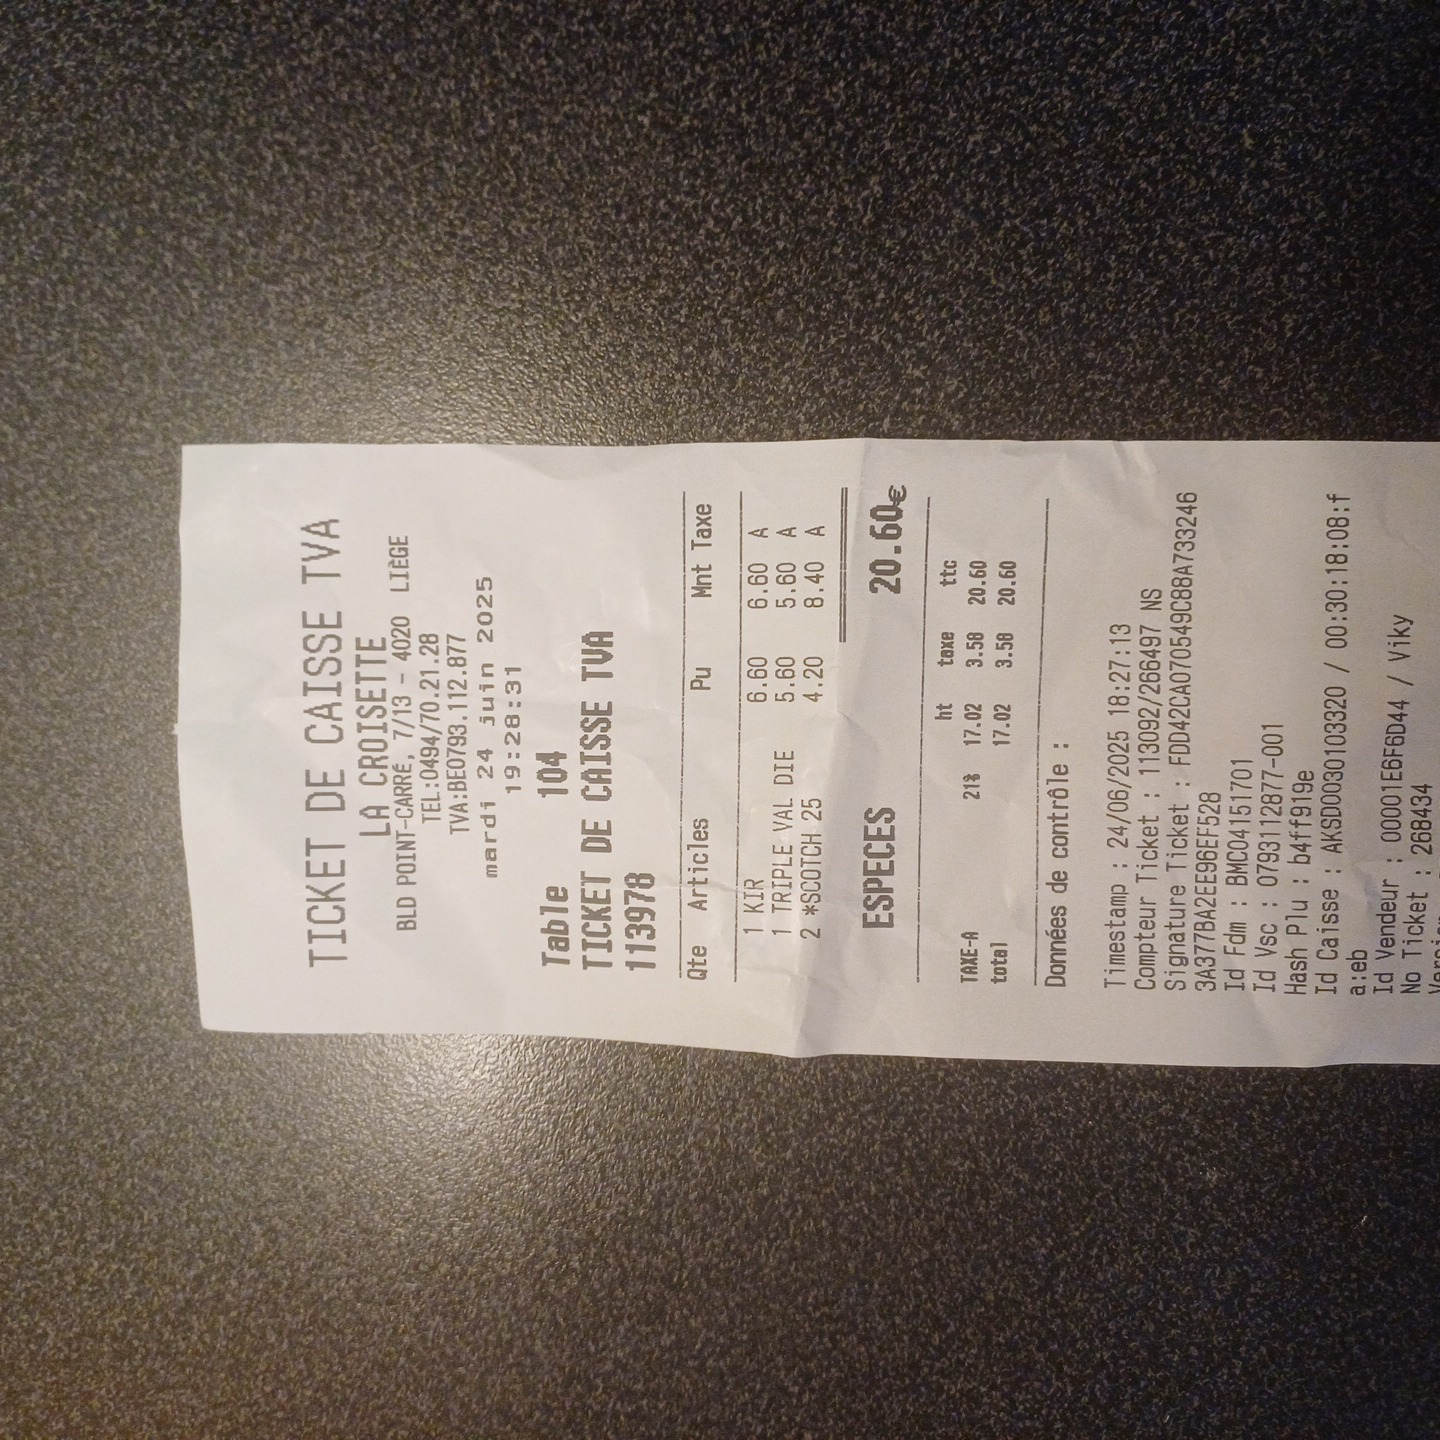 TICKET DE CAISSE TVA
LA CROISETTE
BLD POINT-CARRÉ, 7/13 - 4020 LIÈGE
TEL:0494/70.21.28
TVA:BE0793.112.877
mardi 24 juin 2025
19:28:31
Table 104
TICKET DE CAISSE TVA
113978
Qte Articles Pu Mnt Taxe
1 KIR 6.60 6.60 A
1 TRIPLE VAL DIE 5.60 5.60 A
2 *SCOTCH 25 4.20 8.40 A
ESPECES 20.60€
ht taxe ttc
TAXE-A 21% 17.02 3.58 20.60
total 17.02 3.58 20.60
Données de contrôle :
Timestamp : 24/06/2025 18:27:13
Compteur Ticket : 113092/266497 NS
Signature Ticket : FDD42CA070549C88A733246
3A377BA2EE96EF528
Id Fdm : BMC04151701
Id Vsc : 0793112877-001
Hash Plu : b4ff919e
Id Caisse : AKSD0030103320 / 00:30:18:08:f
a:eb
Id Vendeur : 00001E6F6D44 / Viky
No Ticket : 268434